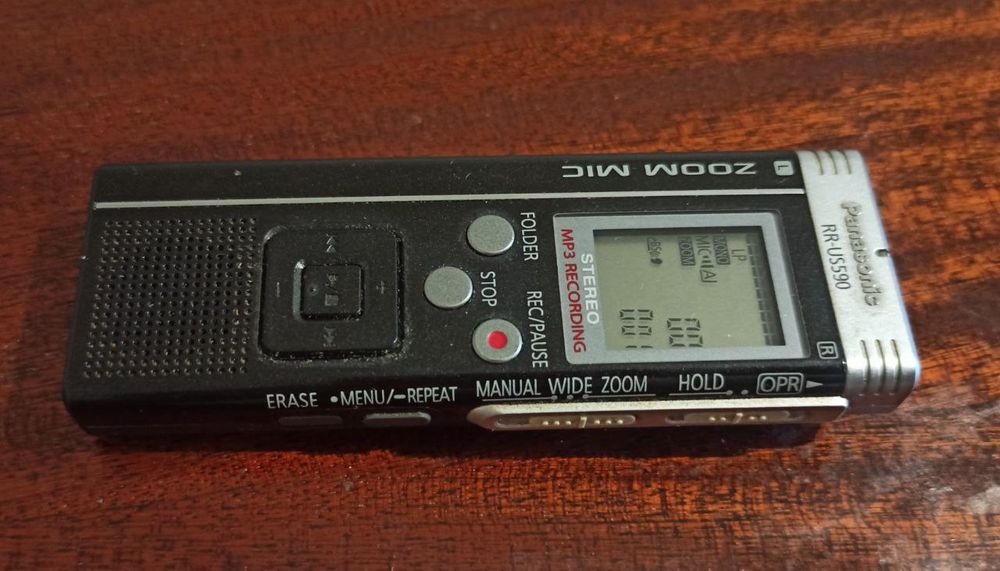 Panasonic
RR-US590
L
R
ZOOM MIC
LP
ZOOM
STEREO
MP3 RECORDING
FOLDER
STOP
REC/PAUSE
ERASE
•MENU/–REPEAT
MANUAL WIDE ZOOM
HOLD
OPR